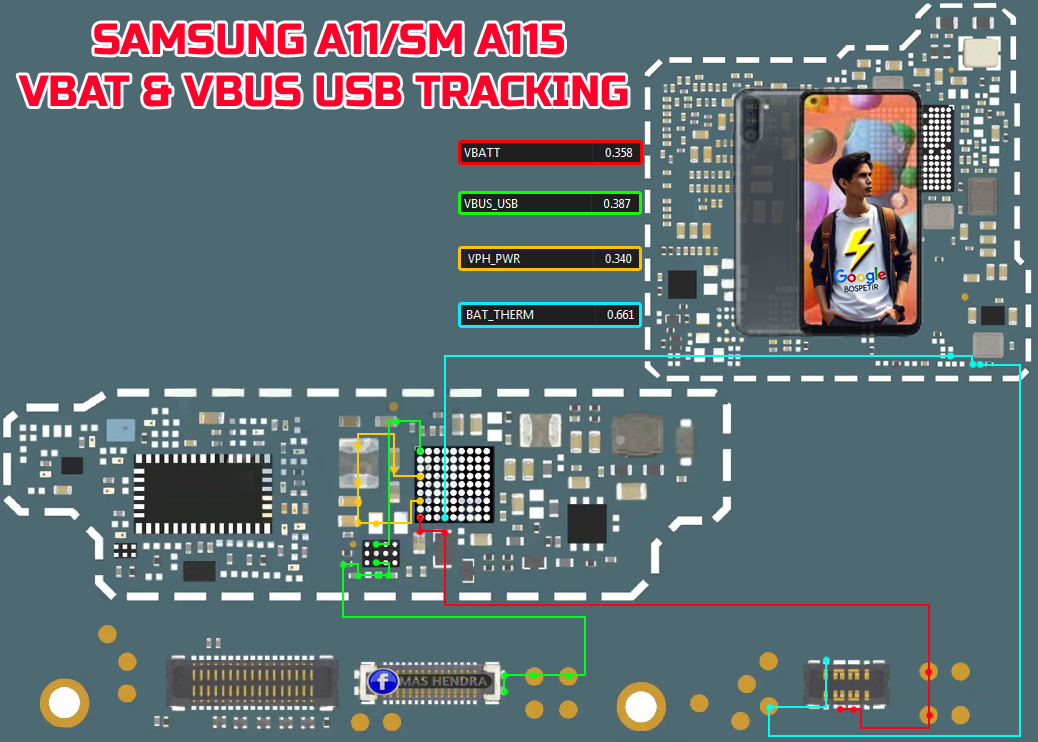 SAMSUNG A11/SM A115
VBAT & VBUS USB TRACKING
VBATT 0.358
VBUS_USB 0.387
VPH_PWR 0.340
BAT_THERM 0.661
Google
BOSPETIR
f MAS HENDRA